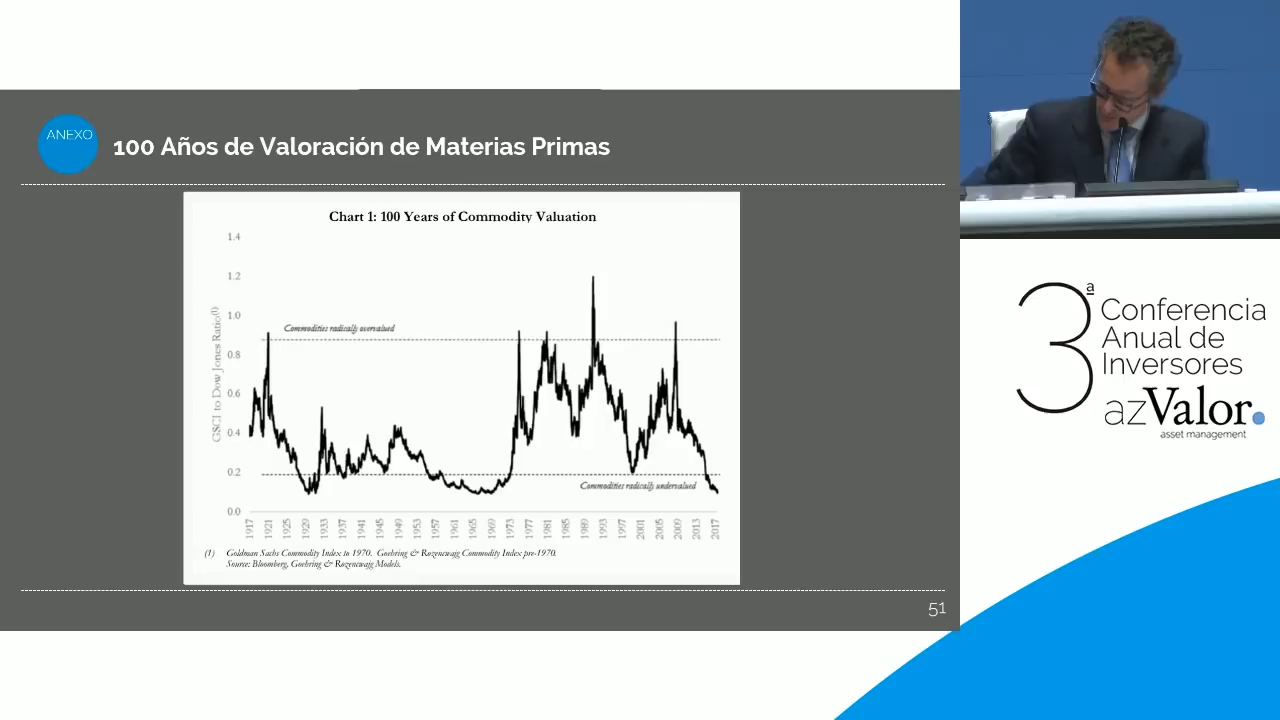 ANEXO
100 Años de Valoración de Materias Primas
Chart 1: 100 Years of Commodity Valuation
GSCI to Dow Jones Ratio(1)
1.4
1.2
1.0
0.8
0.6
0.4
0.2
0.0
Commodities radically overvalued
Commodities radically undervalued
1917 1921 1925 1929 1933 1937 1941 1945 1949 1953 1957 1961 1965 1969 1973 1977 1981 1985 1989 1993 1997 2001 2005 2009 2013 2017
(1) Goldman Sachs Commodity Index to 1970. Goehring & Rozencwajg Commodity Index pre-1970.
Source: Bloomberg, Goehring & Rozencwajg Models.
51
3ª Conferencia
Anual de
Inversores
azValor.
asset management